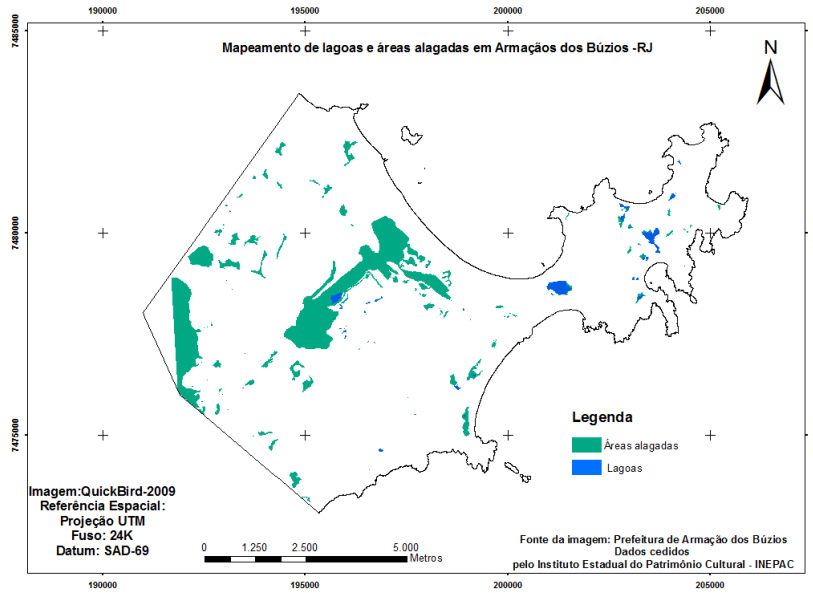 190000 195000 200000 205000
7485000
Mapeamento de lagoas e áreas alagadas em Armaçãos dos Búzios -RJ
N
7480000 7480000
7475000 7475000
Legenda
Áreas alagadas
Lagoas
Imagem:QuickBird-2009
Referência Espacial:
Projeção UTM
Fuso: 24K
Datum: SAD-69
0 1.250 2.500 5.000
Metros
Fonte da imagem: Prefeitura de Armação dos Búzios
Dados cedidos
pelo Instituto Estadual do Patrimônio Cultural - INEPAC
190000 195000 200000 205000